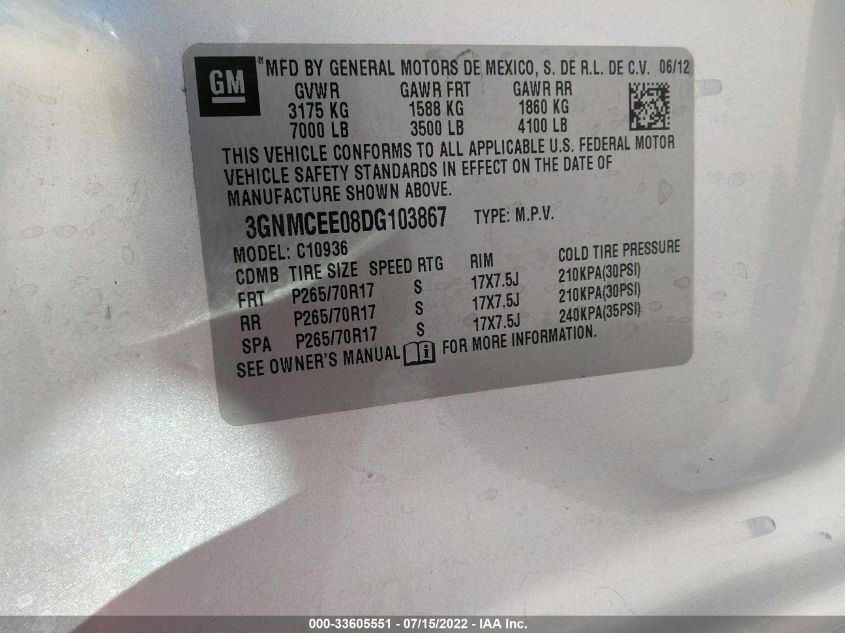 GM ® MFD BY GENERAL MOTORS DE MEXICO, S. DE R.L. DE C.V. 06/12
GVWR GAWR FRT GAWR RR
3175 KG 1588 KG 1860 KG
7000 LB 3500 LB 4100 LB
THIS VEHICLE CONFORMS TO ALL APPLICABLE U.S. FEDERAL MOTOR
VEHICLE SAFETY STANDARDS IN EFFECT ON THE DATE OF
MANUFACTURE SHOWN ABOVE.
3GNMCEE08DG103867 TYPE: M.P.V.
MODEL: C10936
CDMB TIRE SIZE SPEED RTG RIM COLD TIRE PRESSURE
FRT P265/70R17 S 17X7.5J 210KPA(30PSI)
RR P265/70R17 S 17X7.5J 210KPA(30PSI)
SPA P265/70R17 S 17X7.5J 240KPA(35PSI)
SEE OWNER'S MANUAL FOR MORE INFORMATION.
000-33605551 - 07/15/2022 - IAA Inc.